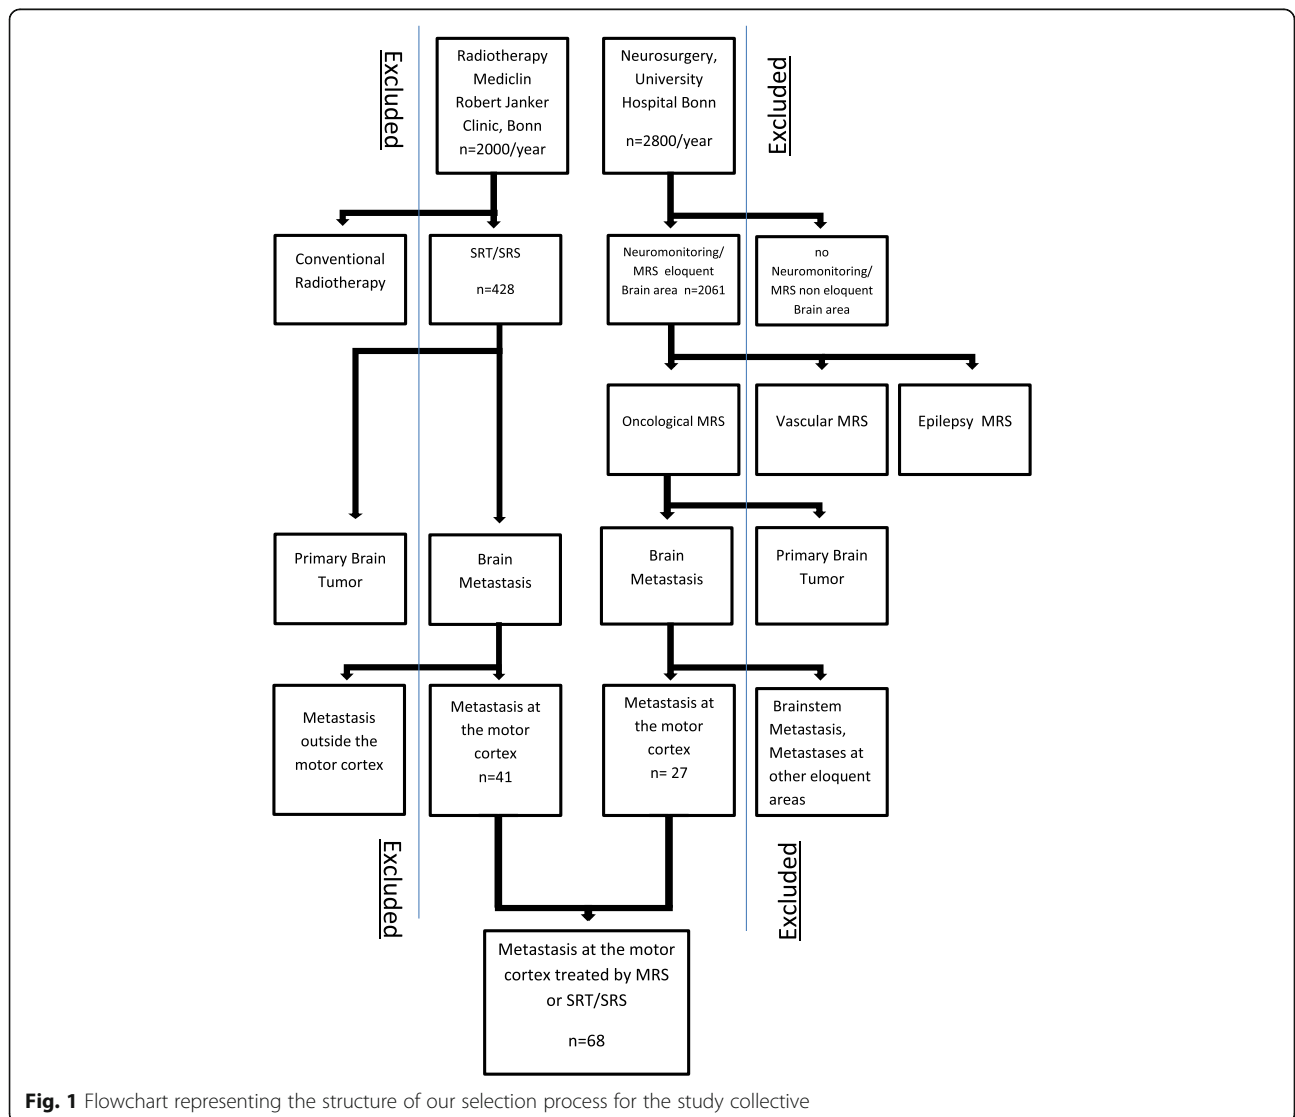 Excluded
Radiotherapy
Mediclin
Robert Janker
Clinic, Bonn
n=2000/year
Neurosurgery,
University
Hospital Bonn
n=2800/year
Excluded
Conventional
Radiotherapy
SRT/SRS
n=428
Neuromonitoring/
MRS eloquent
Brain area n=2061
no
Neuromonitoring/
MRS non eloquent
Brain area
Oncological MRS
Vascular MRS
Epilepsy MRS
Primary Brain
Tumor
Brain
Metastasis
Brain
Metastasis
Primary Brain
Tumor
Metastasis
outside the
motor cortex
Metastasis at
the motor
cortex
n=41
Metastasis at
the motor
cortex
n= 27
Brainstem
Metastasis,
Metastases at
other eloquent
areas
Excluded
Excluded
Metastasis at the motor
cortex treated by MRS
or SRT/SRS
n=68
Fig. 1 Flowchart representing the structure of our selection process for the study collective